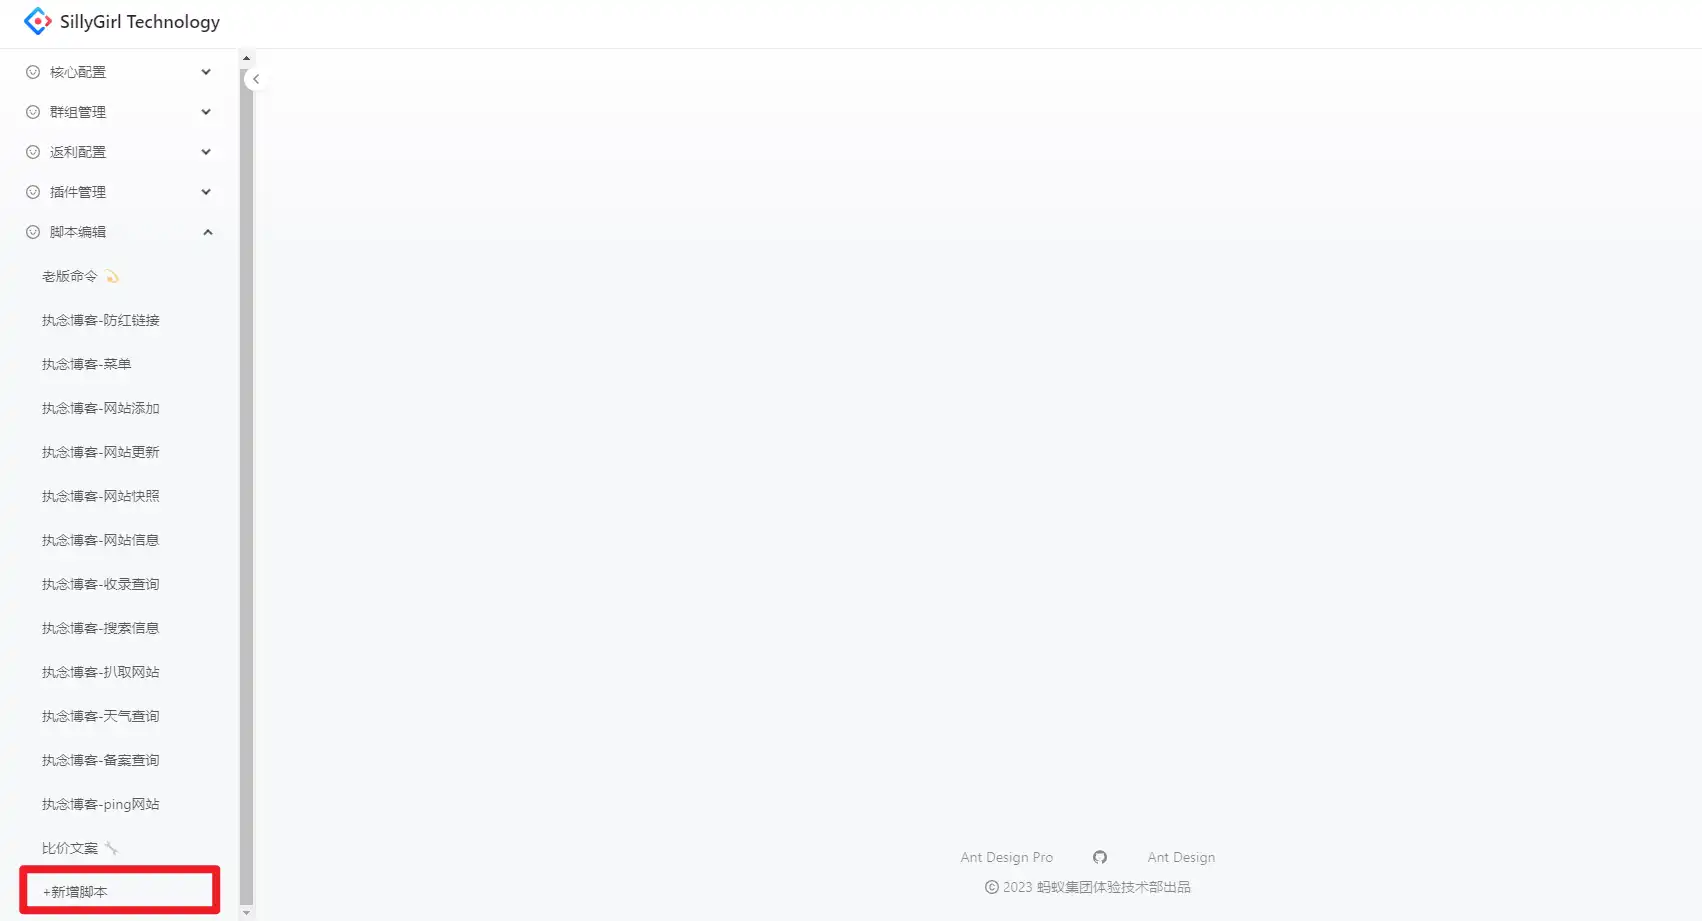 SillyGirl Technology
核心配置
群组管理
返利配置
插件管理
脚本编辑
老版命令
执念博客-防红链接
执念博客-菜单
执念博客-网站添加
执念博客-网站更新
执念博客-网站快照
执念博客-网站信息
执念博客-收录查询
执念博客-搜索信息
执念博客-扒取网站
执念博客-天气查询
执念博客-备案查询
执念博客-ping网站
比价文案
+新增脚本
Ant Design Pro Ant Design
© 2023 蚂蚁集团体验技术部出品